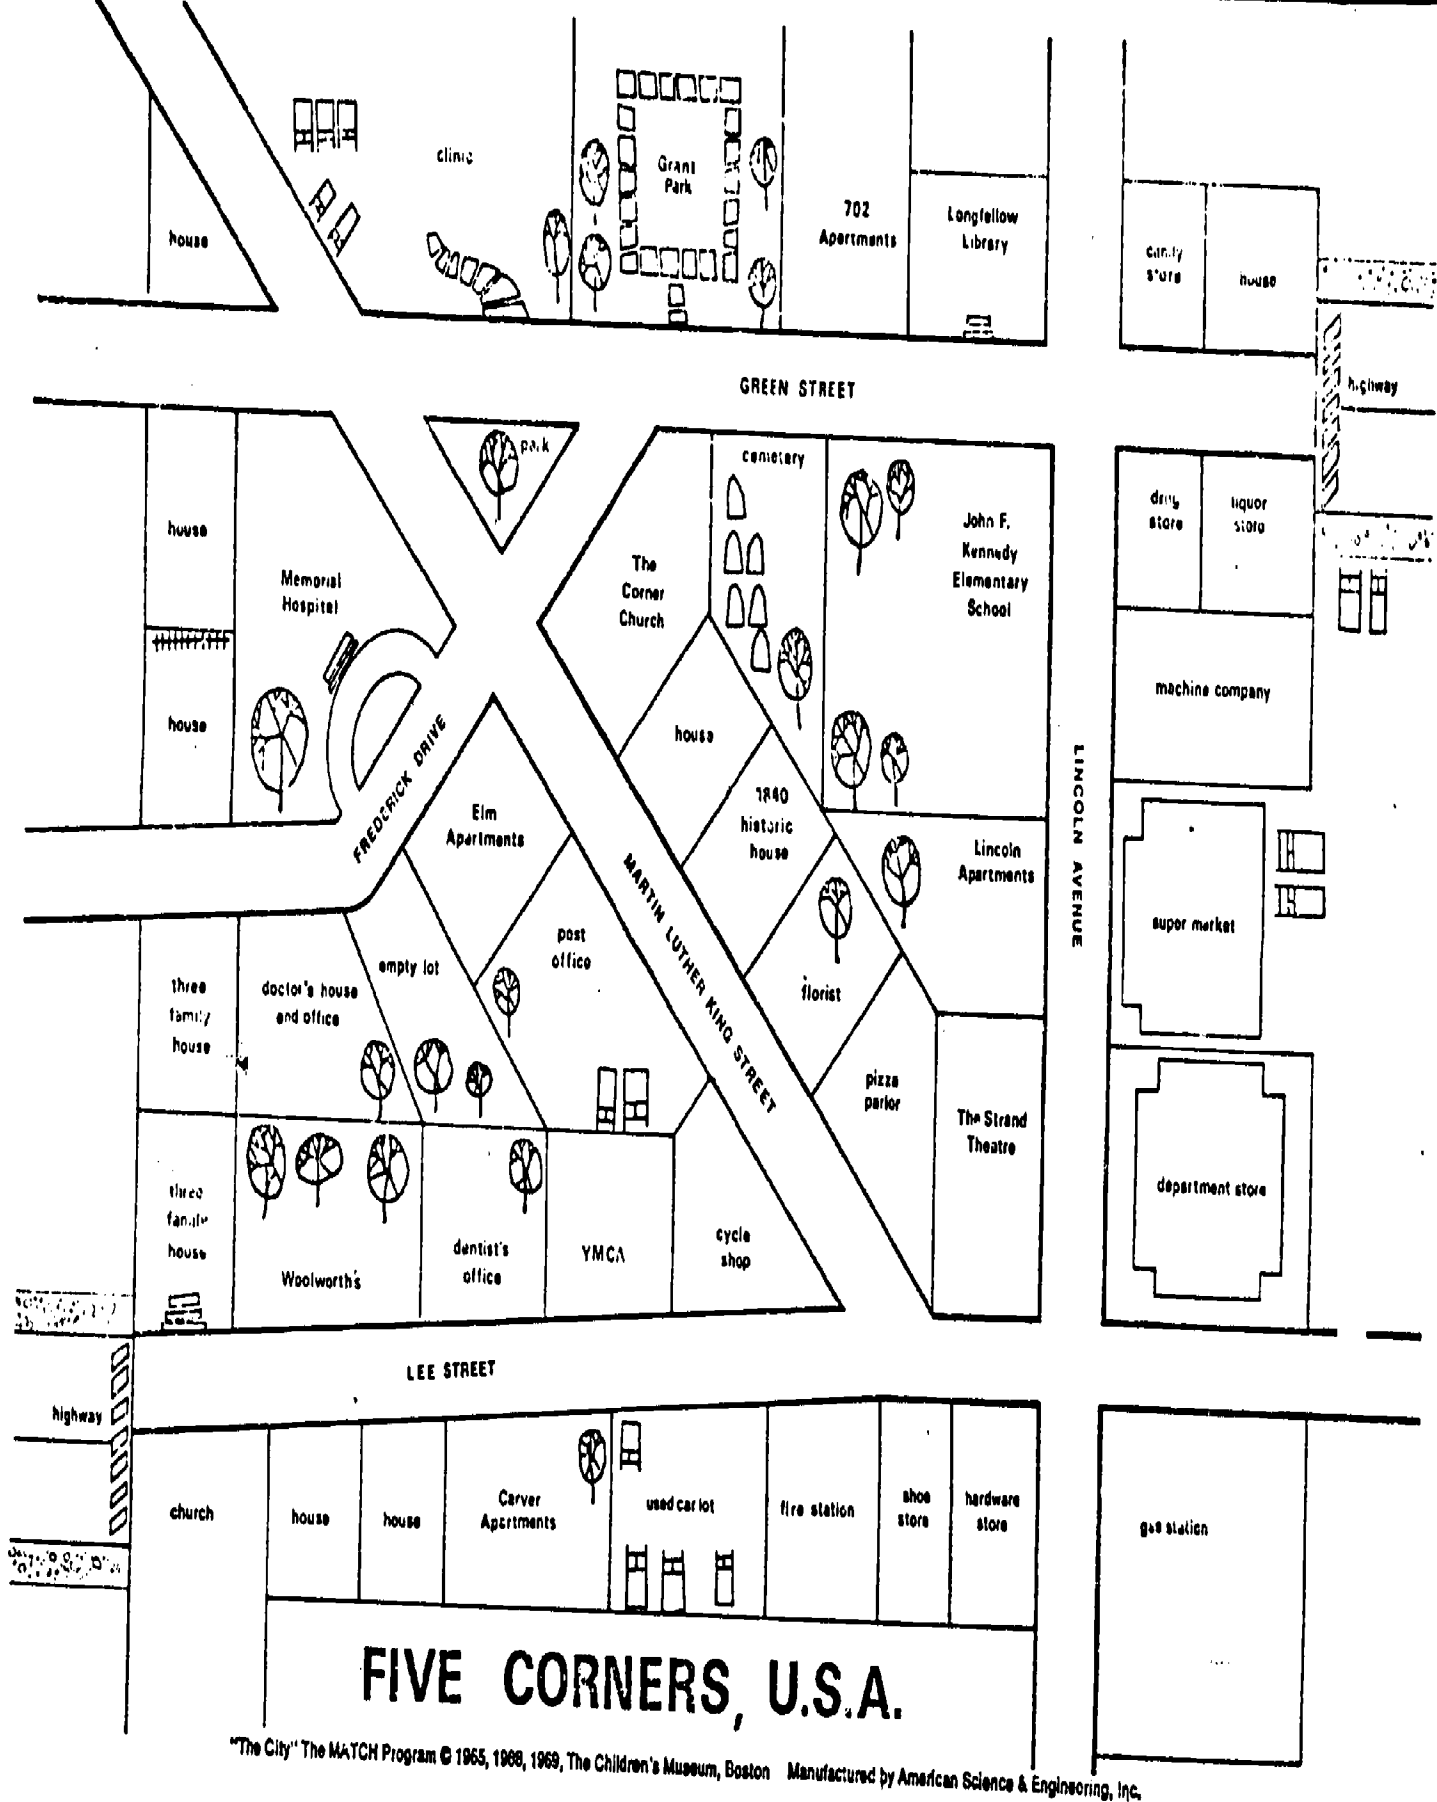 clinic
Grant
Park
702
Apartments
Longfellow
Library
candy
store
house
house
highway
GREEN STREET
park
cemetery
house
Memorial
Hospital
The
Corner
Church
John F.
Kennedy
Elementary
School
drug
store
liquor
store
machine company
house
house
FREDERICK DRIVE
Elm
Apartments
1840
historic
house
Lincoln
Apartments
LINCOLN AVENUE
MARTIN LUTHER KING STREET
super market
three
family
house
doctor's house
and office
empty lot
post
office
florist
pizza
parlor
The Strand
Theatre
department store
three
family
house
Woolworth's
dentist's
office
YMCA
cycle
shop
LEE STREET
highway
church
house
house
Carver
Apartments
used car lot
fire station
shoe
store
hardware
store
gas station
FIVE CORNERS, U.S.A.
"The City" The MATCH Program © 1965, 1968, 1969, The Children's Museum, Boston Manufactured by American Science & Engineering, Inc.